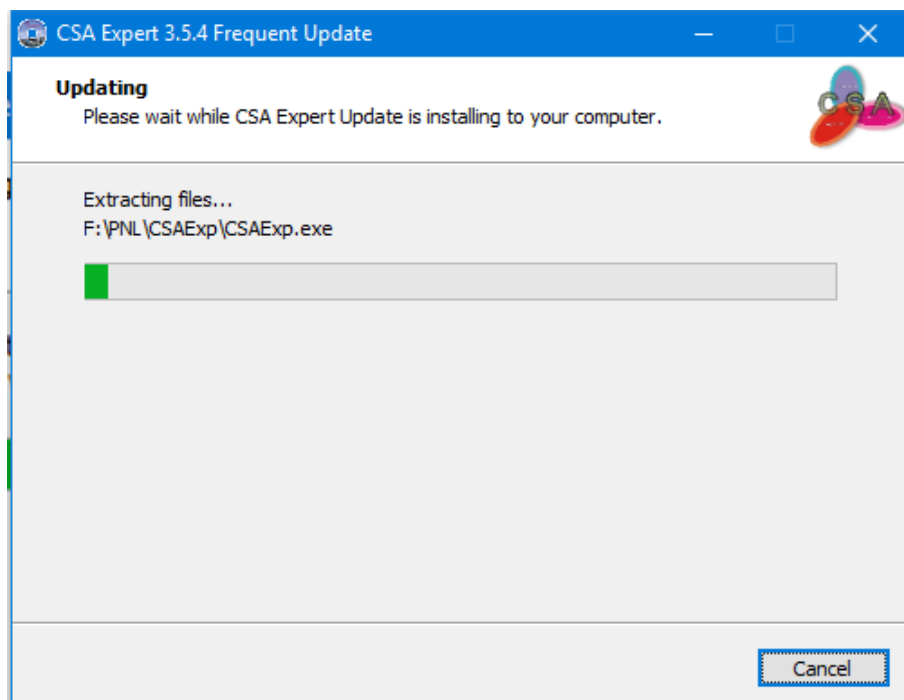 CSA Expert 3.5.4 Frequent Update
Updating
Please wait while CSA Expert Update is installing to your computer.
CSA
Extracting files...
F:\PNL\CSAExp\CSAExp.exe
Cancel